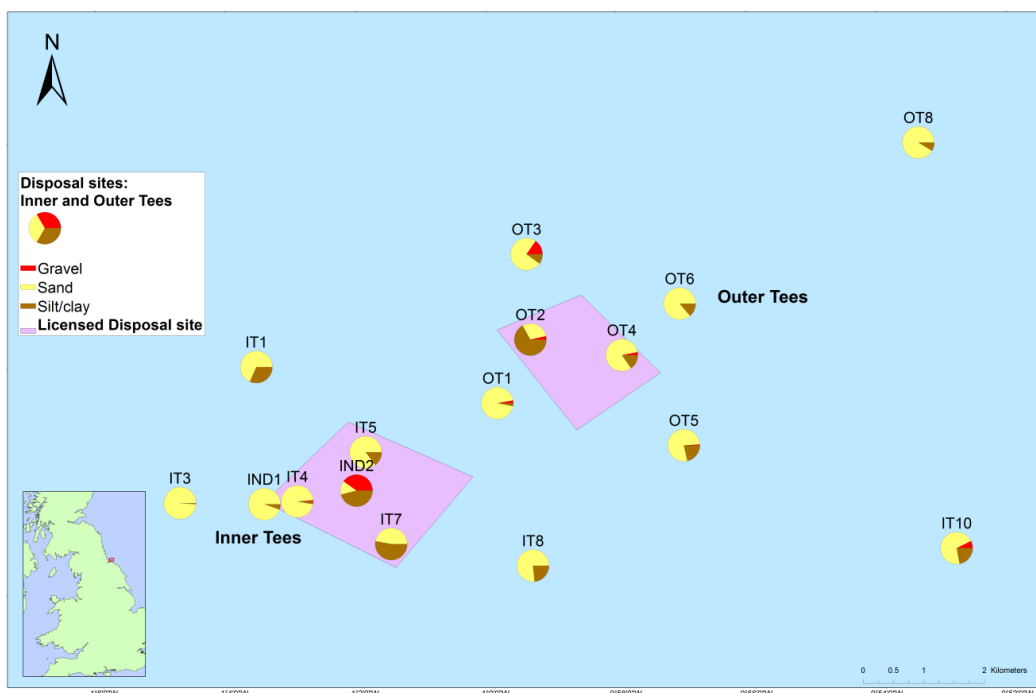 N
OT8
Disposal sites:
Inner and Outer Tees
Gravel
Sand
Silt/clay
Licensed Disposal site
OT3
OT6
Outer Tees
OT2
OT4
IT1
OT1
IT5
OT5
IT3
IND1
IT4
IND2
Inner Tees
IT7
IT8
IT10
0 0.5 1 2 Kilometers